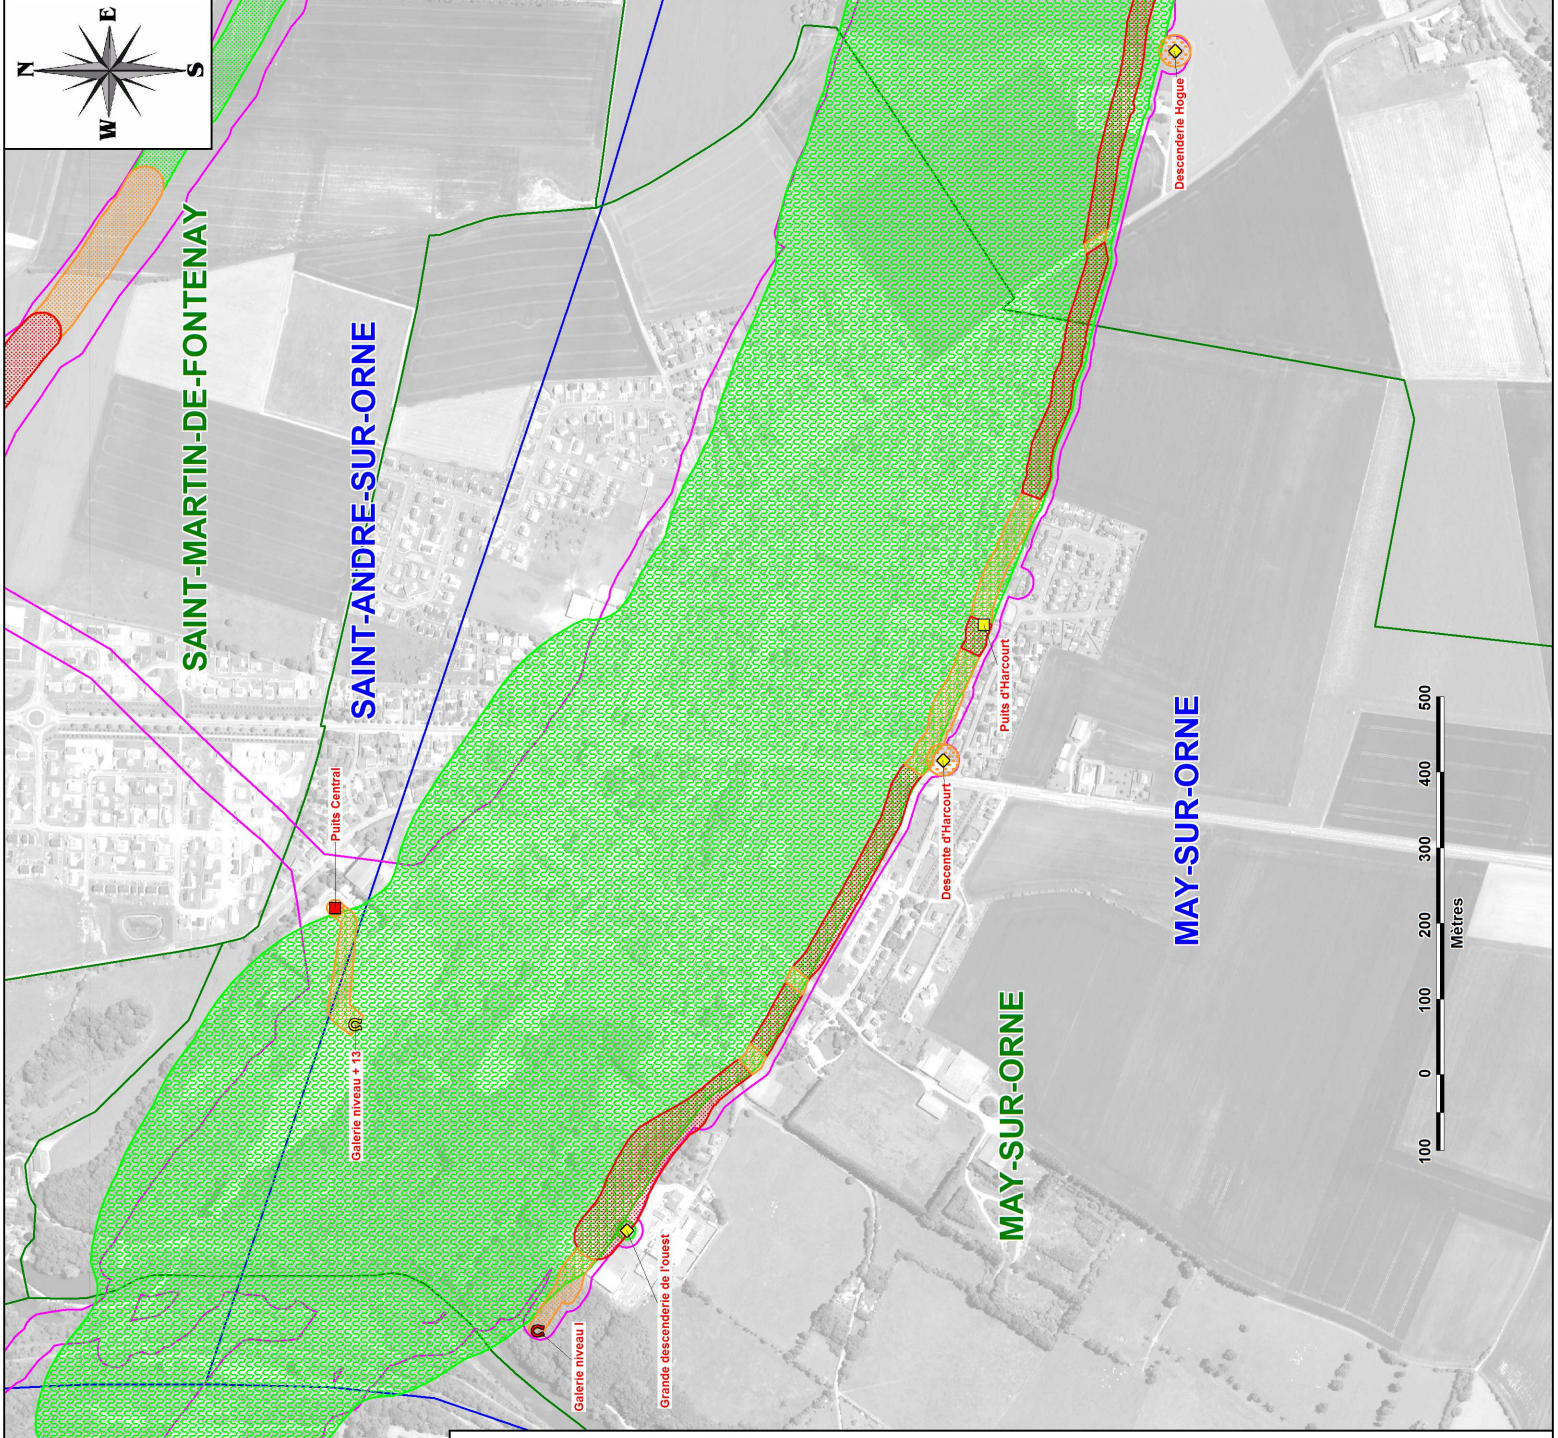 N
W E
S
SAINT-MARTIN-DE-FONTENAY
Puits Central
Galerie niveau + 13
SAINT-ANDRE-SUR-ORNE
Galerie niveau I
Grande descenderie de l'ouest
Descente d'Harcourt
Puits d'Harcourt
MAY-SUR-ORNE
Descenderie Hogue
MAY-SUR-ORNE
100 0 100 200 300 400 500
Mètres